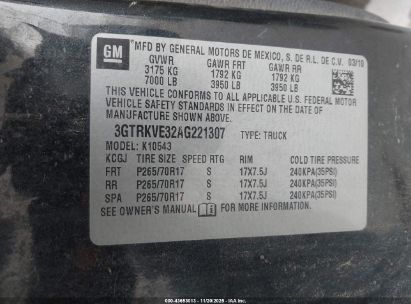 GM MFD BY GENERAL MOTORS DE MEXICO, S. DE R.L. DE C.V. 03/10
GVWR GAWR FRT GAWR RR
3175 KG 1792 KG 1792 KG
7000 LB 3950 LB 3950 LB
THIS VEHICLE CONFORMS TO ALL APPLICABLE U.S. FEDERAL MOTOR
VEHICLE SAFETY STANDARDS IN EFFECT ON THE DATE OF
MANUFACTURE SHOWN ABOVE.
3GTRKVE32AG221307 TYPE: TRUCK
MODEL: K10543
KCGJ TIRE SIZE SPEED RTG RIM COLD TIRE PRESSURE
FRT P265/70R17 S 17X7.5J 240KPA(35PSI)
RR P265/70R17 S 17X7.5J 240KPA(35PSI)
SPA P265/70R17 S 17X7.5J 240KPA(35PSI)
SEE OWNER'S MANUAL FOR MORE INFORMATION.